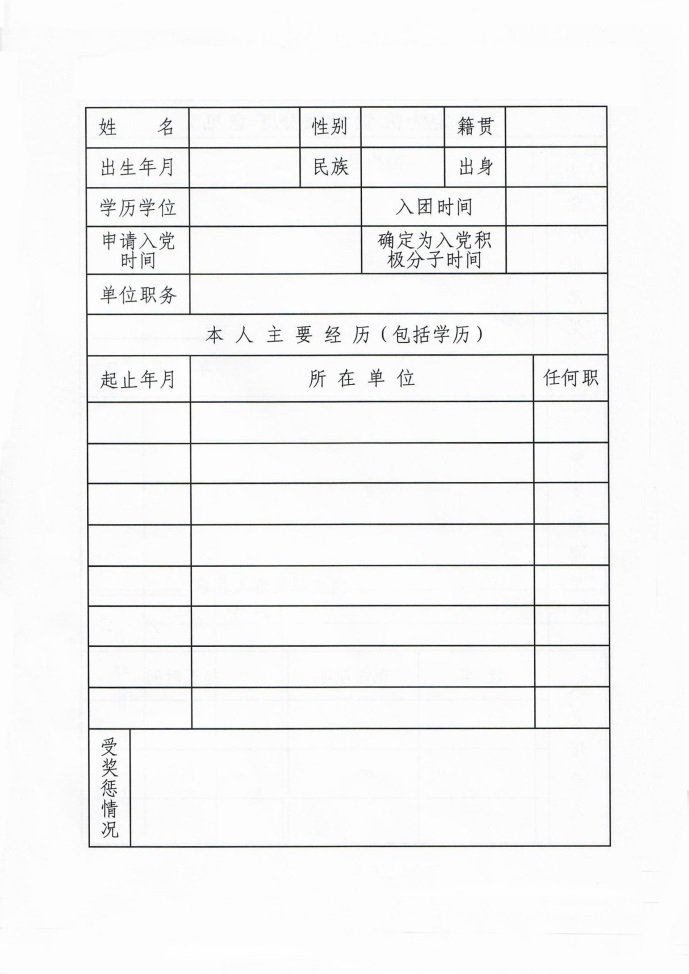 姓 名 性别 籍贯
出生年月 民族 出身
学历学位 入团时间
申请入党
时间
确定为入党积
极分子时间
单位职务
本人主要经历(包括学历)
起止年月 所在单位 任何职
受奖惩情况